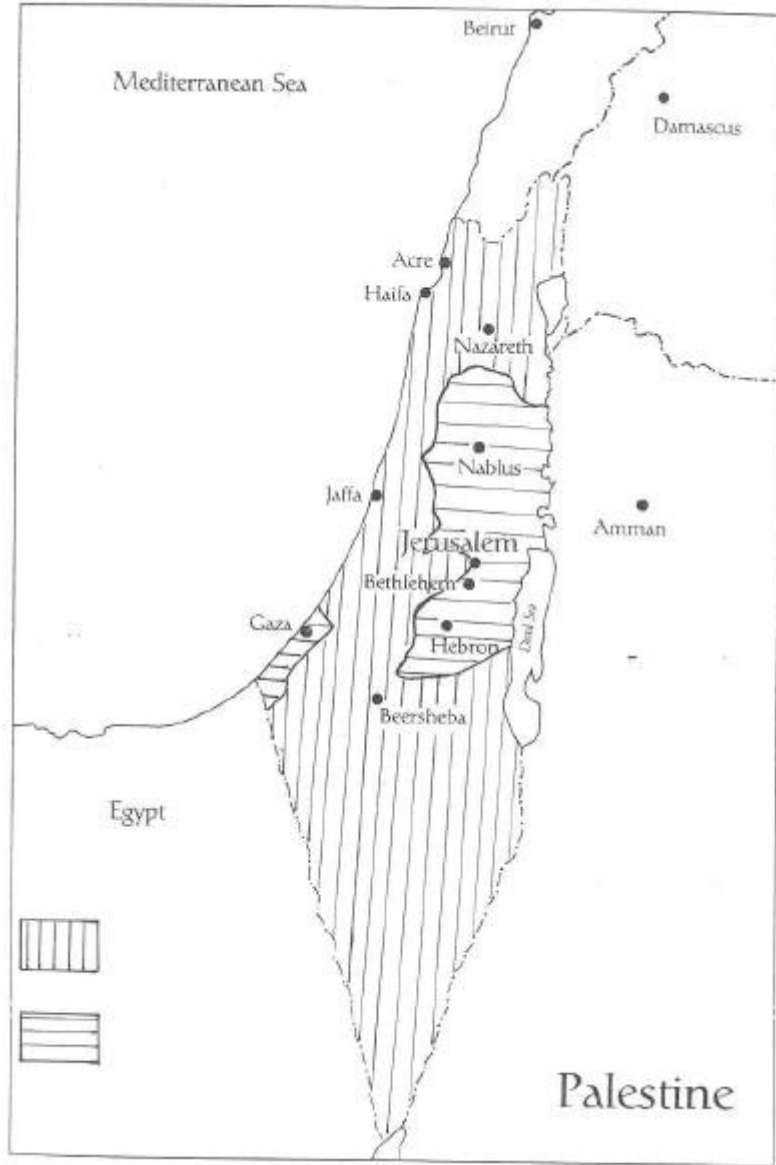 Beirut
Mediterranean Sea
Damascus
Acre
Haifa
Nazareth
Nablus
Jaffa
Amman
Jerusalem
Bethlehem
Gaza
Hebron
Dead Sea
Beersheba
Egypt
Palestine